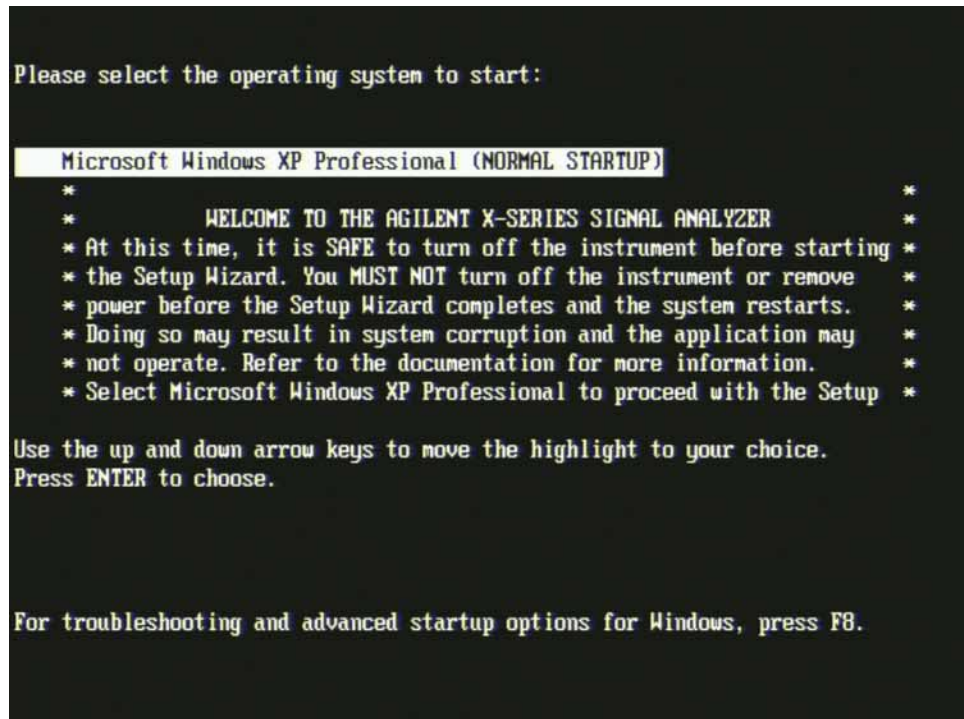 Please select the operating system to start:
Microsoft Windows XP Professional (NORMAL STARTUP)
* *
* WELCOME TO THE AGILENT X-SERIES SIGNAL ANALYZER *
* At this time, it is SAFE to turn off the instrument before starting *
* the Setup Wizard. You MUST NOT turn off the instrument or remove *
* power before the Setup Wizard completes and the system restarts. *
* Doing so may result in system corruption and the application may *
* not operate. Refer to the documentation for more information. *
* Select Microsoft Windows XP Professional to proceed with the Setup *
Use the up and down arrow keys to move the highlight to your choice.
Press ENTER to choose.
For troubleshooting and advanced startup options for Windows, press F8.